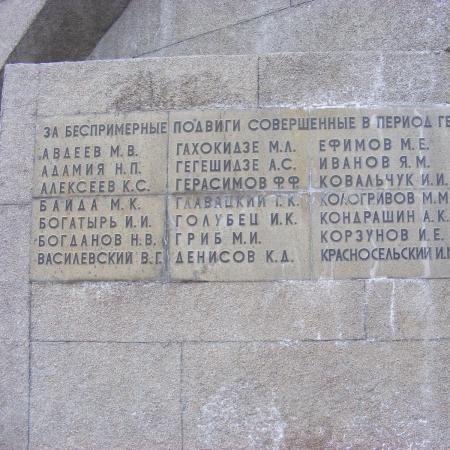 ЗА БЕСПРИМЕРНЫЕ ПОДВИГИ СОВЕРШЕННЫЕ В ПЕРИОД ГЕ
АВДЕЕВ М.В. ГАХОКИДЗЕ М.Л. ЕФИМОВ М.Е.
АДАМИЯ Н.П. ГЕГЕШИДЗЕ А.С. ИВАНОВ Я.М.
АЛЕКСЕЕВ К.С. ГЕРАСИМОВ Ф.Ф. КОВАЛЬЧУК И.И.
БАЙДА М.К. ГЛАВАЦКИЙ Г.К. КОЛОГРИВОВ М.М
БОГАТЫРЬ И.И. ГОЛУБЕЦ И.К. КОНДРАШИН А.К
БОГДАНОВ Н.В. ГРИБ М.И. КОРЗУНОВ И.Е.
ВАСИЛЕВСКИЙ В.Г. ДЕНИСОВ К.Д. КРАСНОСЕЛЬСКИЙ И.М